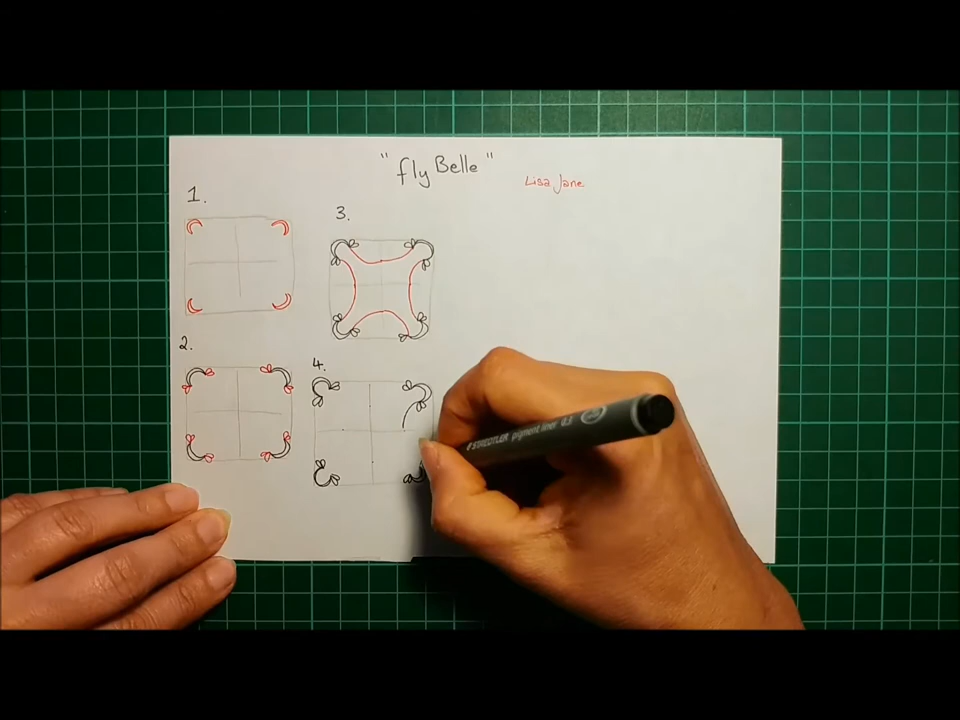 " fly Belle "
Lisa Jane
1.
3.
2.
4.
STAEDTLER pigment liner 0.3